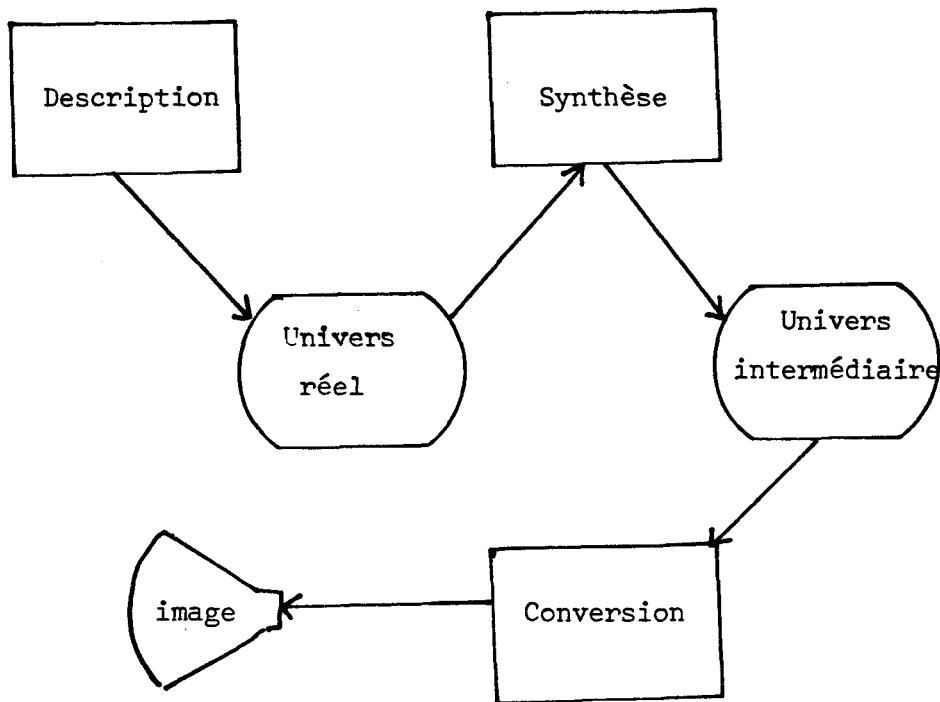 Description
Synthèse
Univers
réel
Univers
intermédiaire
image
Conversion